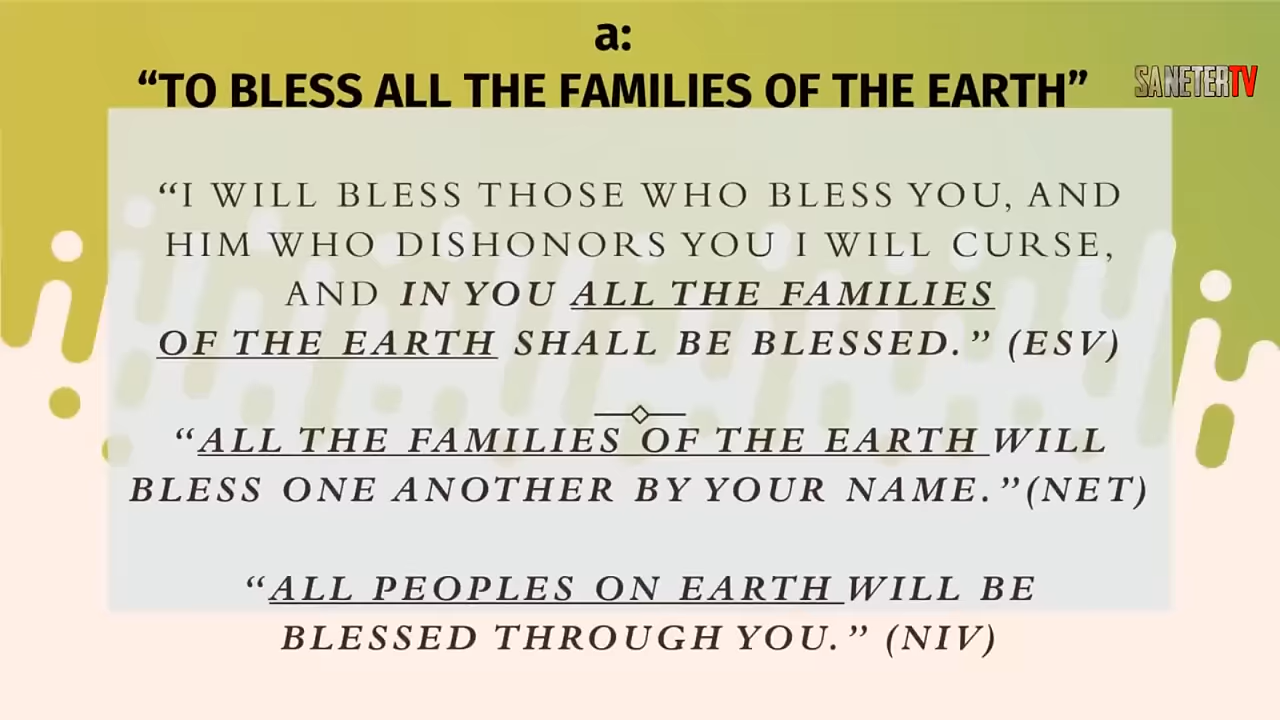 a:
“TO BLESS ALL THE FAMILIES OF THE EARTH”
SANETERTV
“I WILL BLESS THOSE WHO BLESS YOU, AND
HIM WHO DISHONORS YOU I WILL CURSE,
AND IN YOU ALL THE FAMILIES
OF THE EARTH SHALL BE BLESSED.” (ESV)
“ALL THE FAMILIES OF THE EARTH WILL
BLESS ONE ANOTHER BY YOUR NAME.”(NET)
“ALL PEOPLES ON EARTH WILL BE
BLESSED THROUGH YOU.” (NIV)